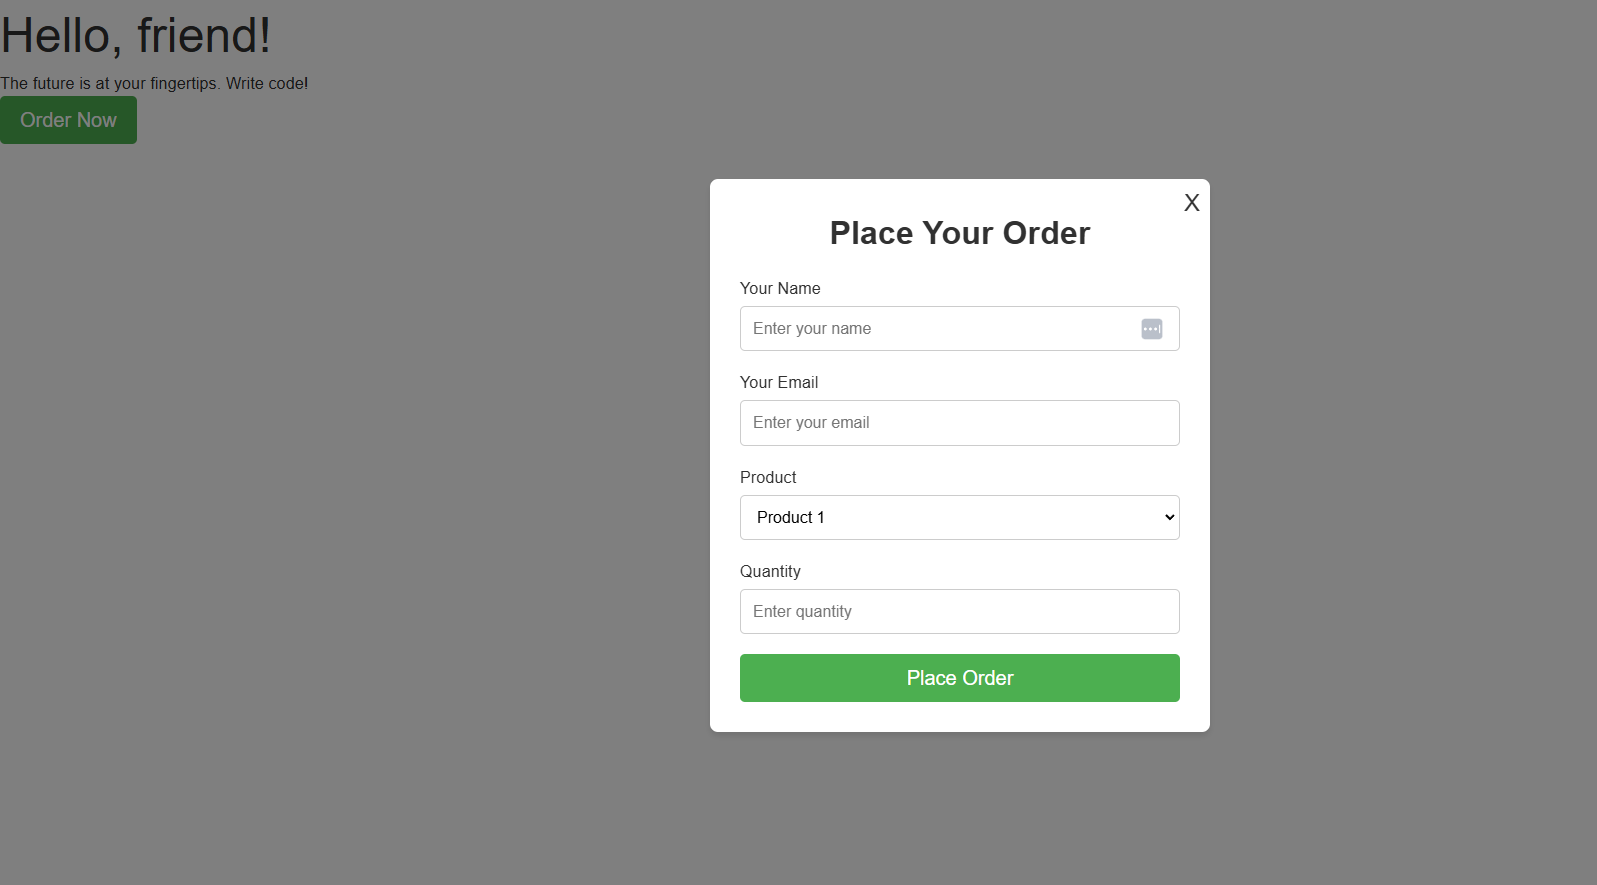 Hello, friend!
The future is at your fingertips. Write code!
Order Now
X
Place Your Order
Your Name
Enter your name
Your Email
Enter your email
Product
Product 1
Quantity
Enter quantity
Place Order